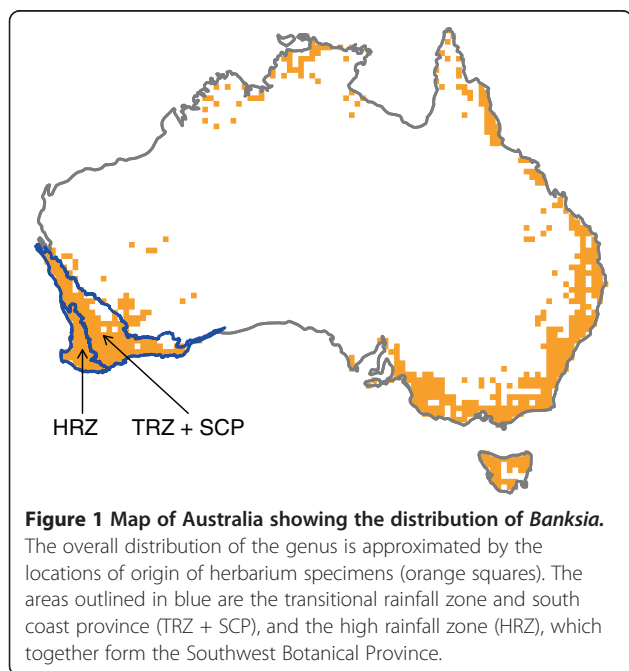 HRZ TRZ + SCP
Figure 1 Map of Australia showing the distribution of Banksia.
The overall distribution of the genus is approximated by the
locations of origin of herbarium specimens (orange squares). The
areas outlined in blue are the transitional rainfall zone and south
coast province (TRZ + SCP), and the high rainfall zone (HRZ), which
together form the Southwest Botanical Province.